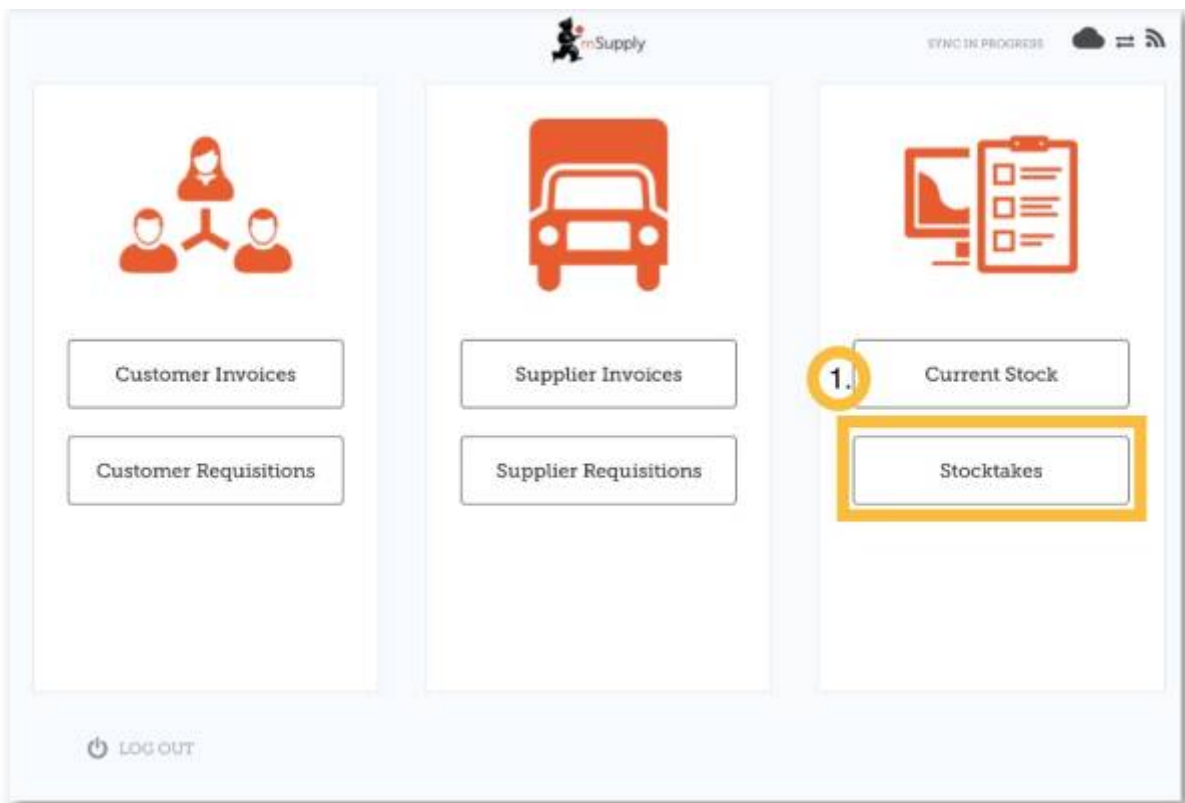 mSupply
SYNC IN PROGRESS
Customer Invoices
Customer Requisitions
Supplier Invoices
Supplier Requisitions
1.
Current Stock
Stocktakes
LOG OUT